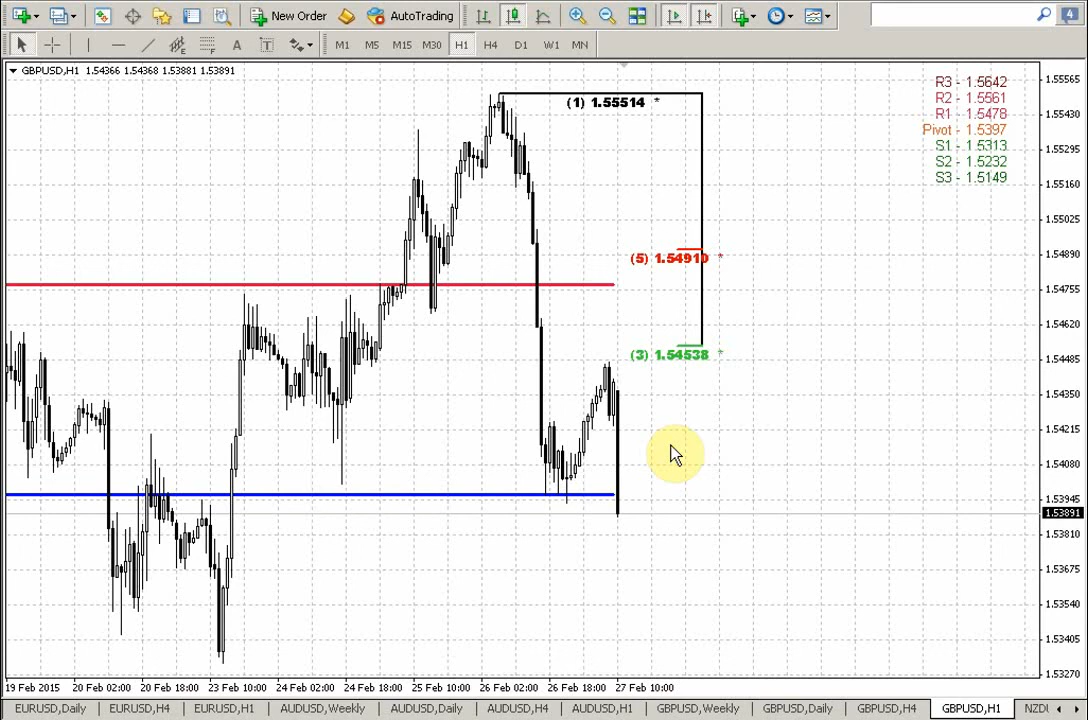 New Order AutoTrading 4
A T M1 M5 M15 M30 H1 H4 D1 W1 MN
GBPUSD,H1 1.54366 1.54368 1.53881 1.53891
R3 - 1.5642
R2 - 1.5561
R1 - 1.5478
Pivot - 1.5397
S1 - 1.5313
S2 - 1.5232
S3 - 1.5149
(1) 1.55514 *
(5) 1.54910 *
(3) 1.54538 *
1.55565
1.55430
1.55295
1.55160
1.55025
1.54890
1.54755
1.54620
1.54485
1.54350
1.54215
1.54080
1.53945
1.53891
1.53810
1.53675
1.53540
1.53405
1.53270
19 Feb 2015 20 Feb 02:00 20 Feb 18:00 23 Feb 10:00 24 Feb 02:00 24 Feb 18:00 25 Feb 10:00 26 Feb 02:00 26 Feb 18:00 27 Feb 10:00
EURUSD,Daily EURUSD,H4 EURUSD,H1 AUDUSD,Weekly AUDUSD,Daily AUDUSD,H4 AUDUSD,H1 GBPUSD,Weekly GBPUSD,Daily GBPUSD,H4 GBPUSD,H1 NZDU